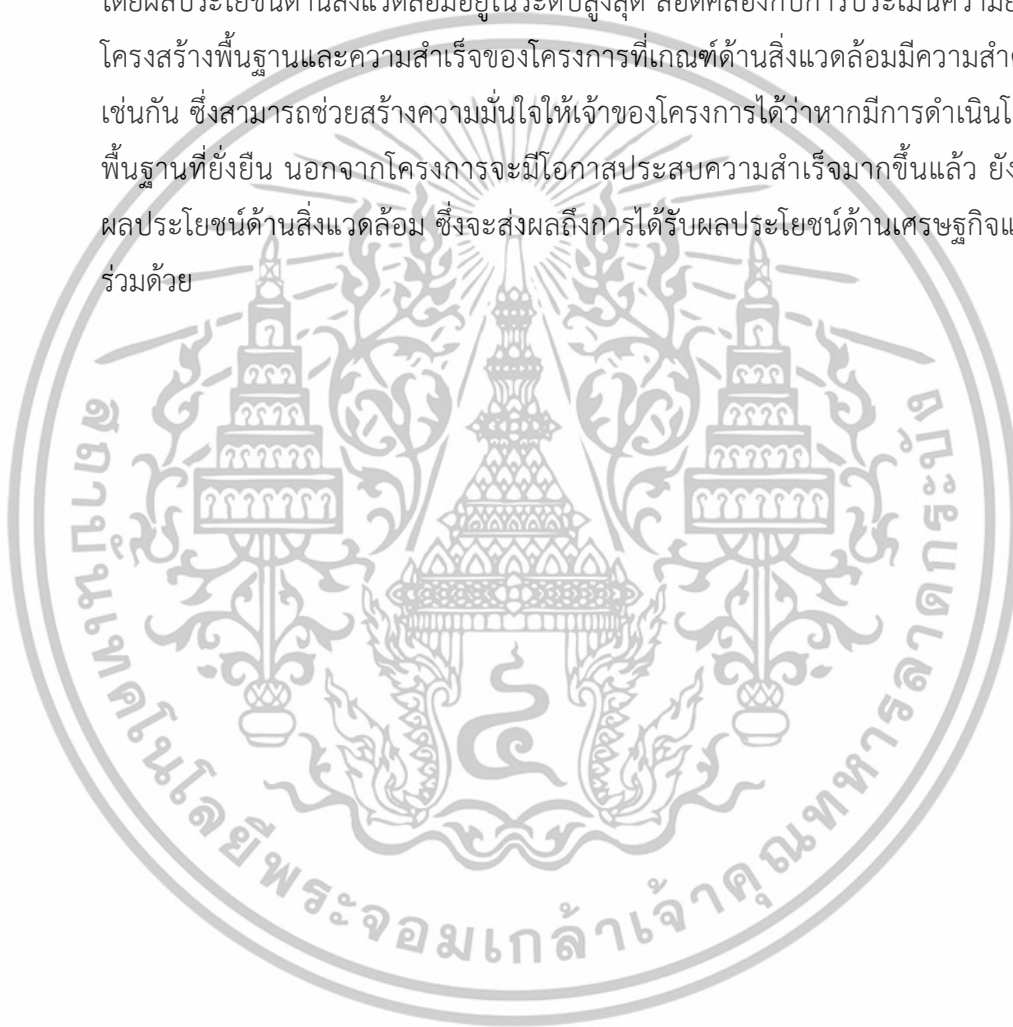 โดยผลประโยชน์ด้านสิ่งแวดล้อมอยู่ในระดับสูงสุด สอดคล้องกับการประเมินความ
โครงสร้างพื้นฐานและความสำเร็จของโครงการที่เกณฑ์ด้านสิ่งแวดล้อมมีความ
เช่นกัน ซึ่งสามารถช่วยสร้างความมั่นใจให้เจ้าของโครงการได้ว่าหากมีการดำเนิน
พื้นฐานที่ยั่งยืน นอกจากโครงการจะมีโอกาสประสบความสำเร็จมากขึ้นแล้ว ยัง
ผลประโยชน์ด้านสิ่งแวดล้อม ซึ่งจะส่งผลถึงการได้รับผลประโยชน์ด้านเศรษฐกิจ
ร่วมด้วย
สถาบันเทคโนโลยีพระจอมเกล้าเจ้าคุณทหารลาดกระบัง
๔